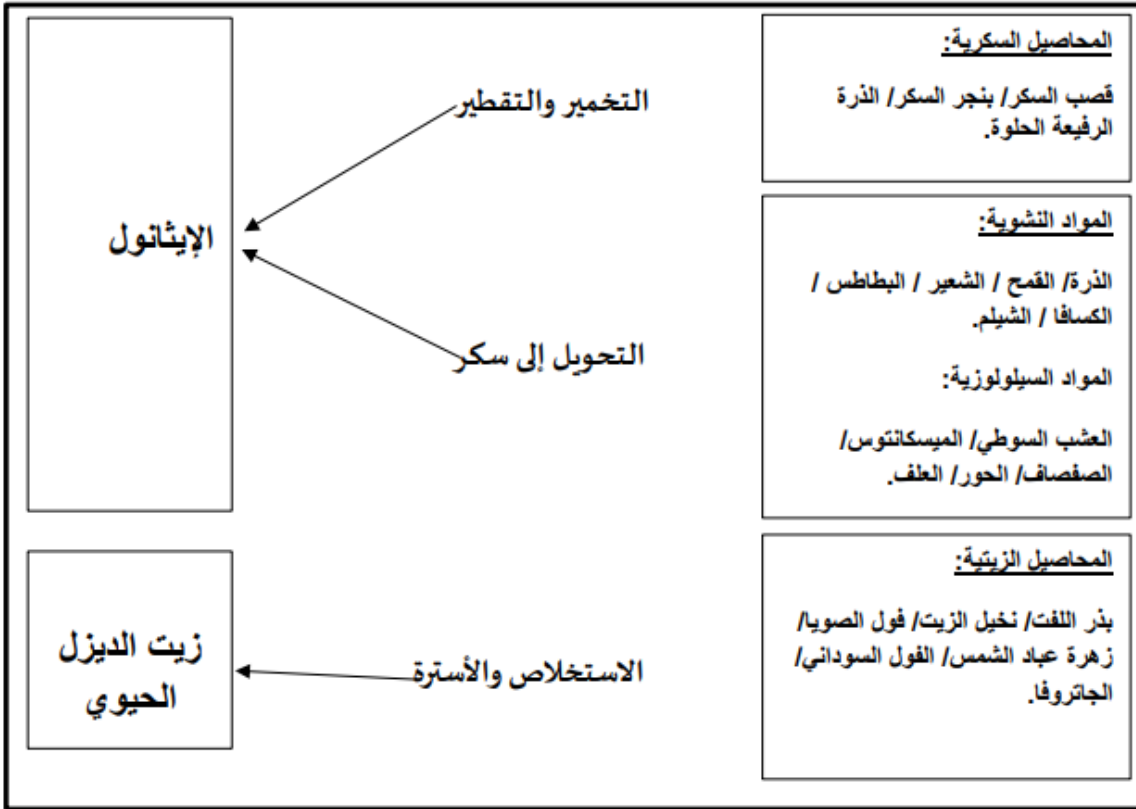 المحاصيل السكرية:
قصب السكر/ بنجر السكر/ الذرة
الرفيعة الحلوة.
المواد النشوية:
الذرة/ القمح / الشعير / البطاطس /
الكسافا / الشيلم.
المواد السيلولوزية:
العشب السوطي/ الميسكانتوس/
الصفصاف/ الحور/ العلف.
المحاصيل الزيتية:
بذر اللفت/ نخيل الزيت/ فول الصويا/
زهرة عباد الشمس/ الفول السوداني/
الجاتروفا.
التخمير والتقطير
التحويل إلى سكر
الاستخلاص والأسترة
الإيثانول
زيت الديزل
الحيوي